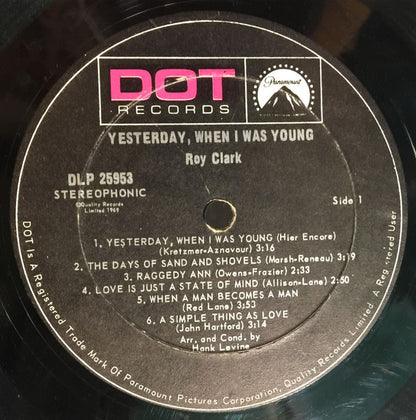 DOT
RECORDS
Paramount
YESTERDAY, WHEN I WAS YOUNG
Roy Clark
DLP 25953
STEREOPHONIC
©Quality Records
Limited 1969
Side 1
1. YESTERDAY, WHEN I WAS YOUNG (Hier Encore)
(Kretzmer-Aznavour) 3:16
2. THE DAYS OF SAND AND SHOVELS (Marsh-Reneau) 3:19
3. RAGGEDY ANN (Owens-Frazier) 2:33
4. LOVE IS JUST A STATE OF MIND (Allison-Lane) 2:50
5. WHEN A MAN BECOMES A MAN
(Red Lane) 3:53
6. A SIMPLE THING AS LOVE
(John Hartford) 3:14
Arr, and Cond. by
Hank Levine
DOT Is A Registered Trade Mark Of Paramount Pictures Corporation, Quality Records Limited. A Registered User